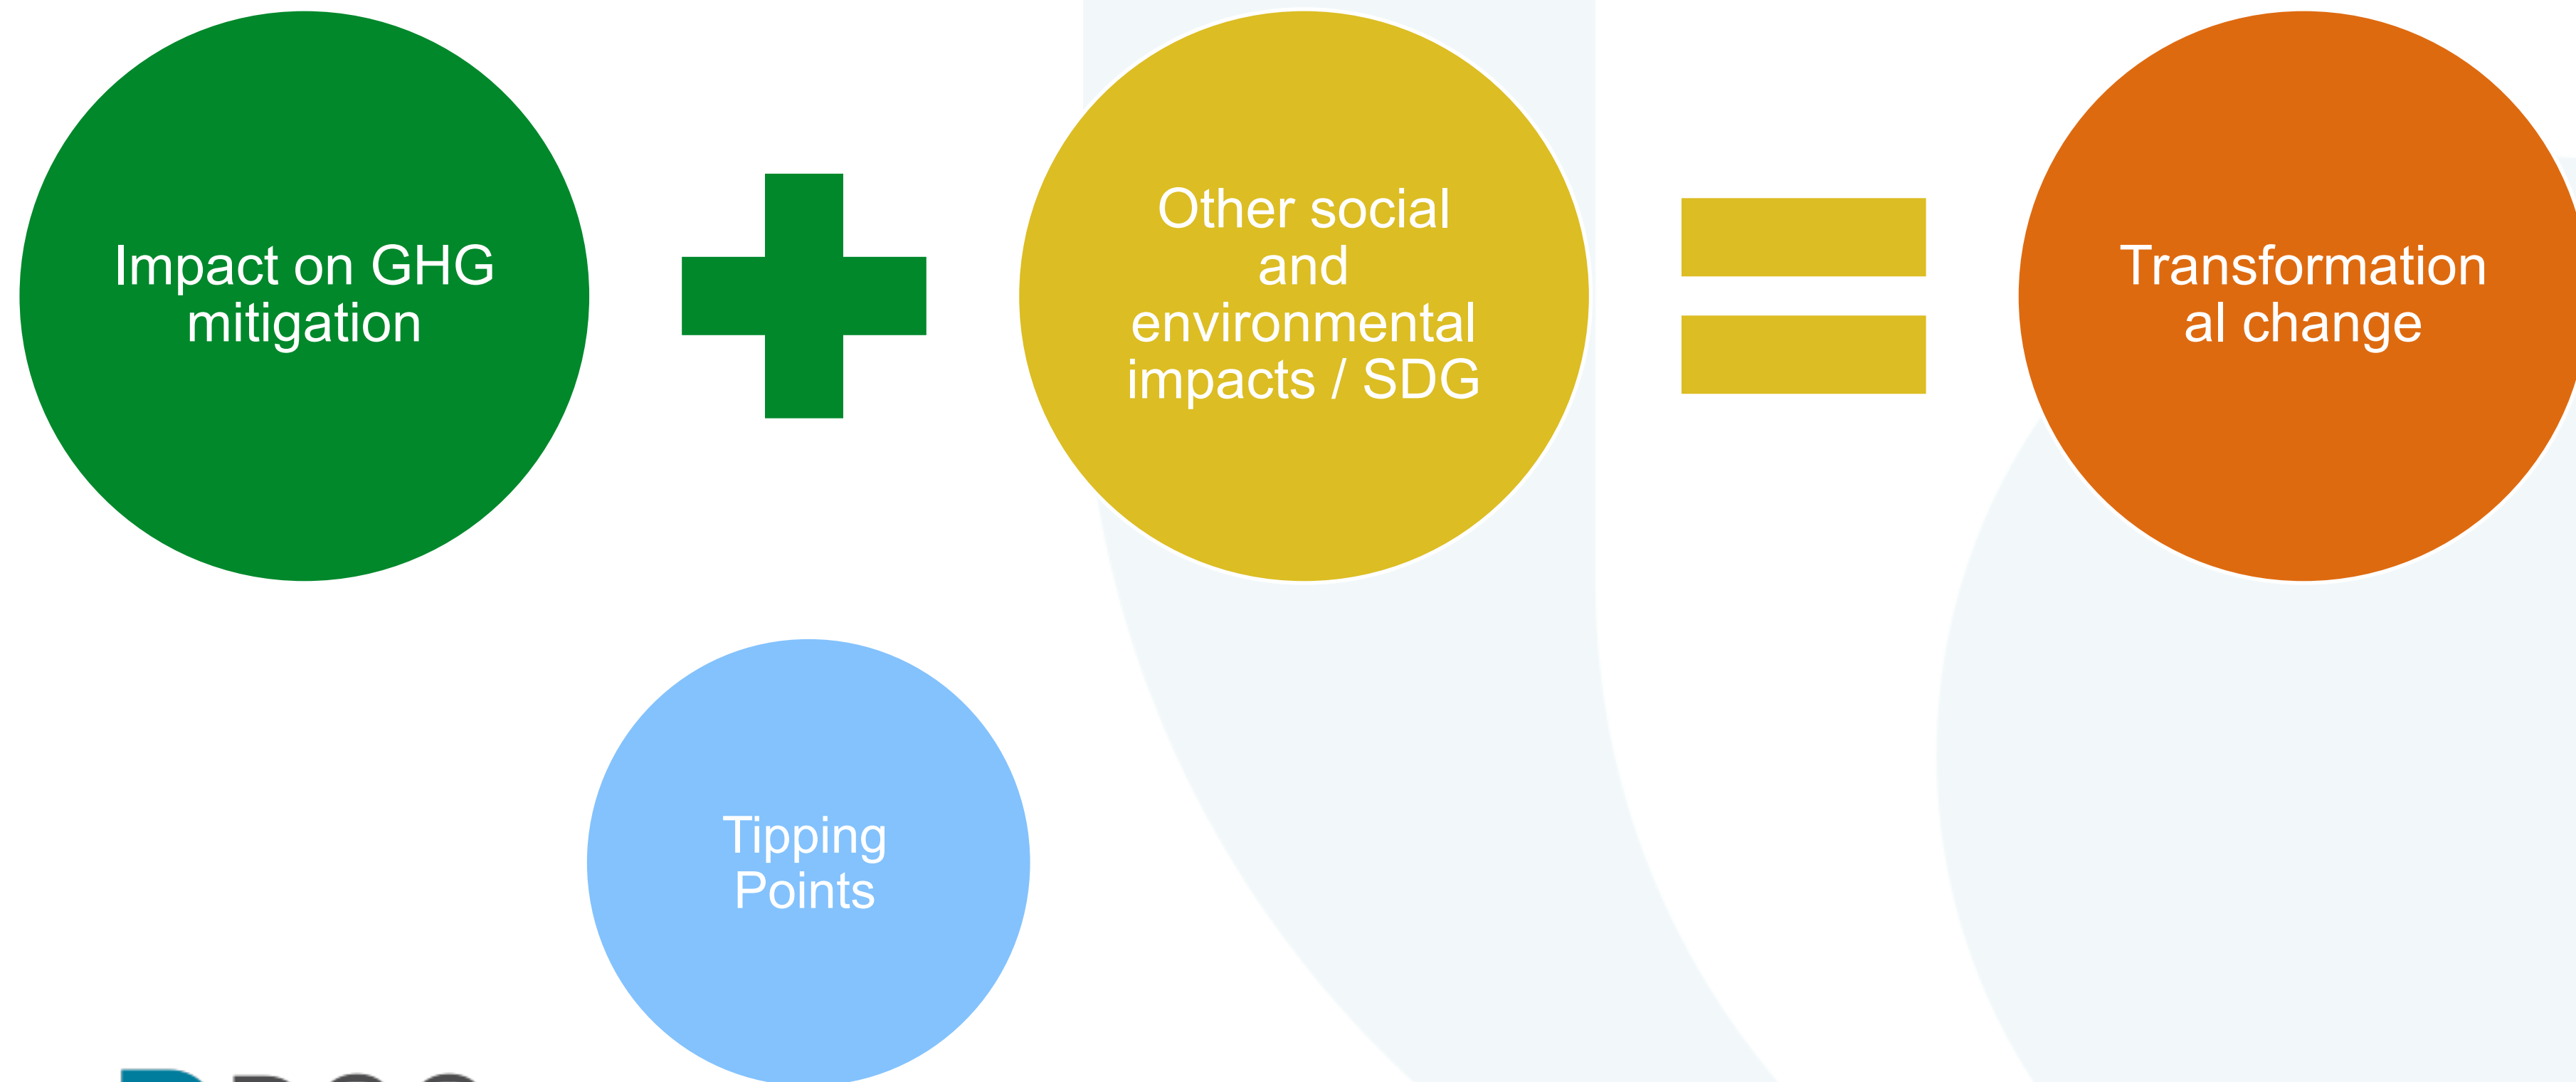 Impact on GHG
mitigation
Other social
and
environmental
impacts / SDG
Transformation
al change
Tipping
Points